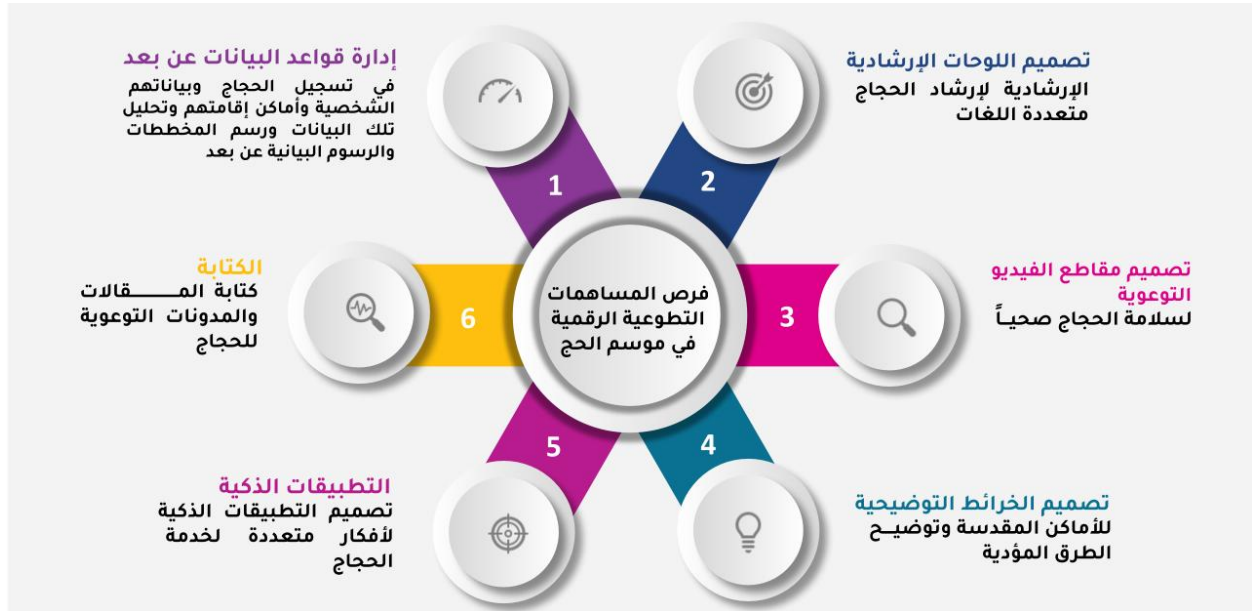 فرص المساهمات
التطوعية الرقمية
في موسم الحج
1
إدارة قواعد البيانات عن بعد
في تسجيل الحجاج وبياناتهم
الشخصية وأماكن إقامتهم وتحليل
تلك البيانات ورسم المخططات
والرسوم البيانية عن بعد
2
تصميم اللوحات الإرشادية
الإرشادية لإرشاد الحجاج
متعددة اللغات
3
تصميم مقاطع الفيديو
التوعوية
لسلامة الحجاج صحيـاً
4
تصميم الخرائط التوضيحية
للأماكن المقدسة وتوضيــح
الطرق المؤدية
5
التطبيقات الذكية
تصميم التطبيقات الذكية
لأفكار متعددة لخدمة
الحجاج
6
الكتابة
كتابة المـــــــقالات
والمدونات التوعوية
للحجاج